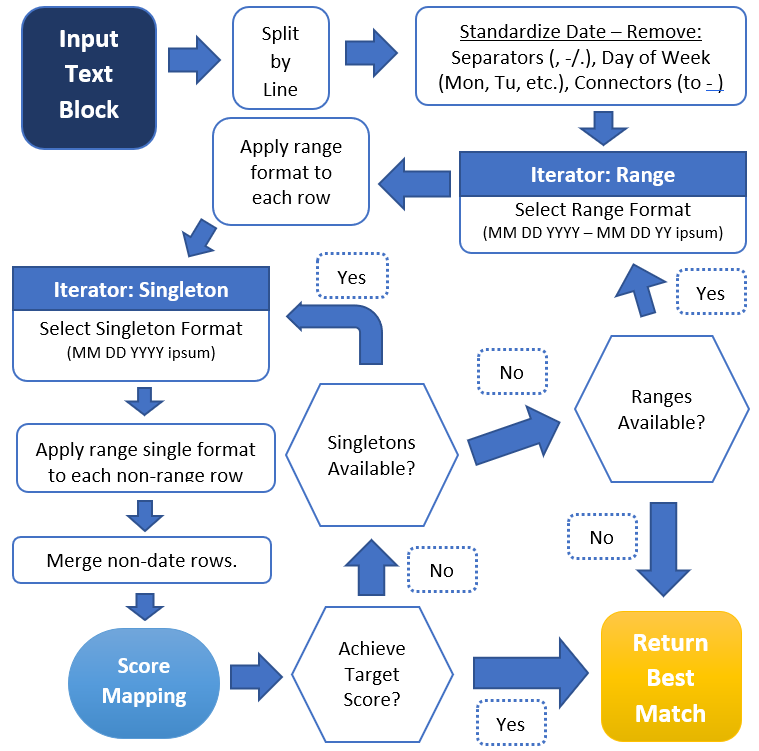 Input
Text
Block
Split
by
Line
Standardize Date – Remove:
Separators (, -/.), Day of Week
(Mon, Tu, etc.), Connectors (to - )
Apply range
format to
each row
Iterator: Range
Select Range Format
(MM DD YYYY – MM DD YY ipsum)
Yes
Yes
Iterator: Singleton
Select Singleton Format
(MM DD YYYY ipsum)
No
Ranges
Available?
Singletons
Available?
Apply range single format
to each non-range row
No
Merge non-date rows.
No
Score
Mapping
Achieve
Target
Score?
Yes
Return
Best
Match